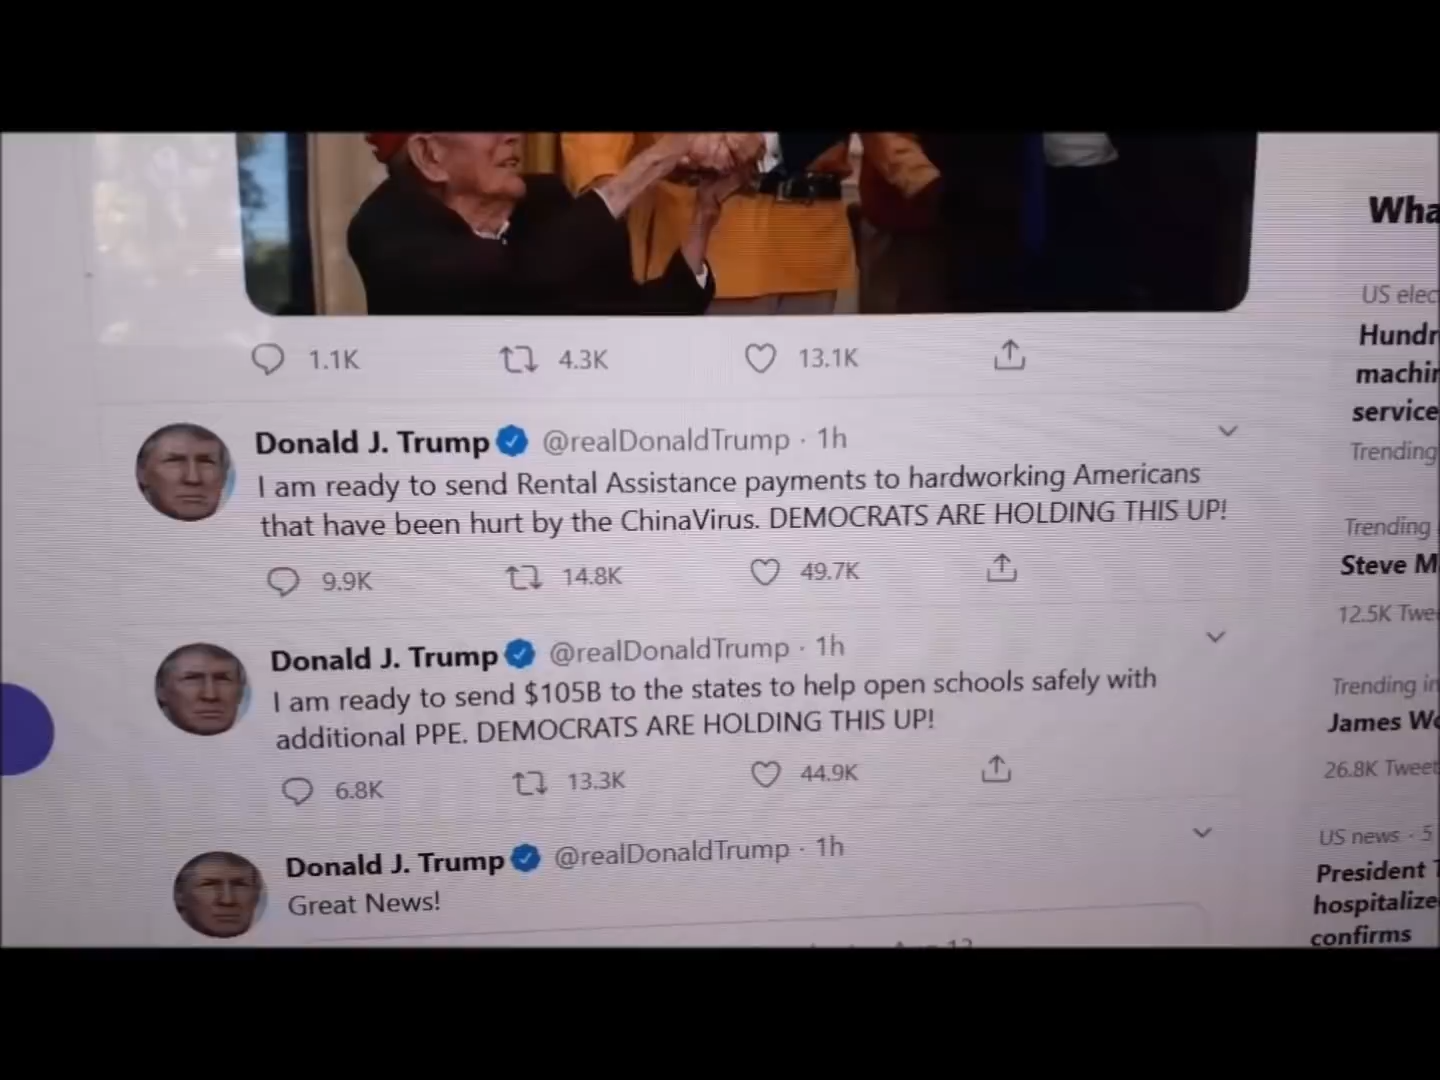 1.1K 4.3K 13.1K
Donald J. Trump @realDonaldTrump · 1h
I am ready to send Rental Assistance payments to hardworking Americans
that have been hurt by the ChinaVirus. DEMOCRATS ARE HOLDING THIS UP!
9.9K 14.8K 49.7K
Donald J. Trump @realDonaldTrump · 1h
I am ready to send $105B to the states to help open schools safely with
additional PPE. DEMOCRATS ARE HOLDING THIS UP!
6.8K 13.3K 44.9K
Donald J. Trump @realDonaldTrump · 1h
Great News!
Wha
US elec
Hundr
machin
service
Trending
Trending
Steve M
12.5K Twe
Trending in
James Wo
26.8K Tweet
US news · 5
President T
hospitalize
confirms